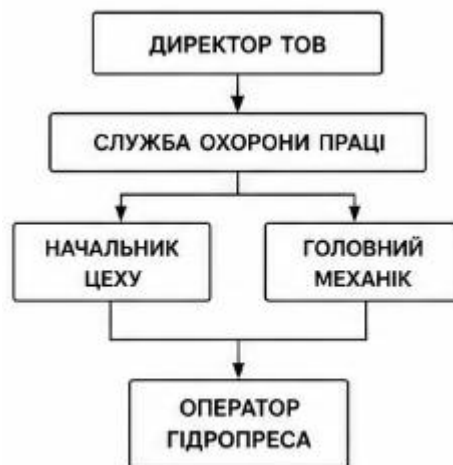 ДИРЕКТОР ТОВ
СЛУЖБА ОХОРОНИ ПРАЦІ
НАЧАЛЬНИК
ЦЕХУ
ГОЛОВНИЙ
МЕХАНІК
ОПЕРАТОР
ГІДРОПРЕСА